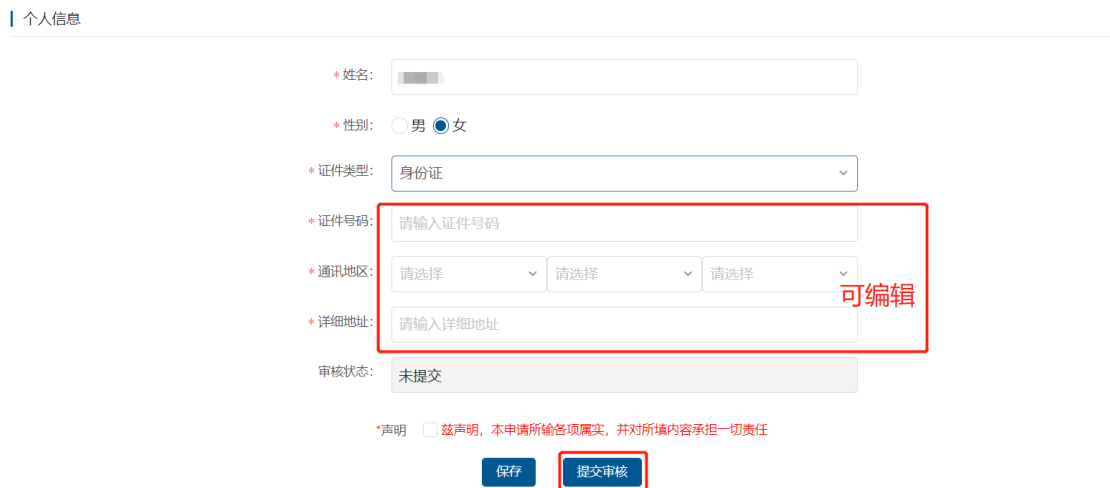 个人信息
*姓名：
*性别： 男 女
*证件类型： 身份证
*证件号码： 请输入证件号码
*通讯地区： 请选择 请选择 请选择
可编辑
*详细地址： 请输入详细地址
审核状态： 未提交
*声明 兹声明，本申请所输各项属实，并对所填内容承担一切责任
保存 提交审核